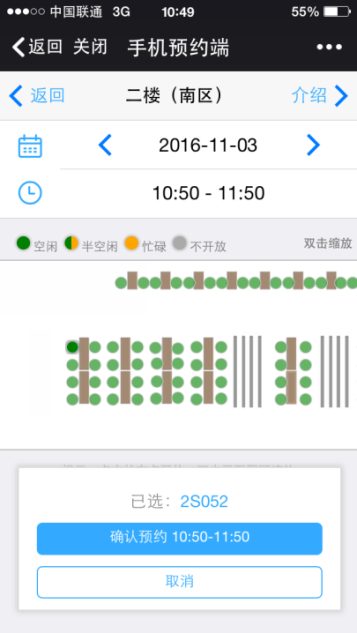 中国联通 3G 10:49 55%
返回 关闭 手机预约端
返回 二楼（南区） 介绍
2016-11-03
10:50 - 11:50
空闲 半空闲 忙碌 不开放 双击缩放
已选：2S052
确认预约 10:50-11:50
取消